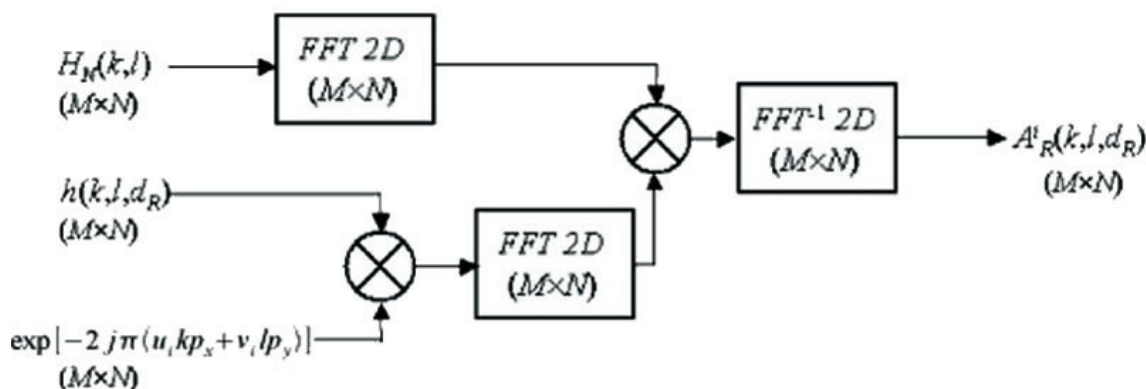 H_N(k,l)
(M×N)
FFT 2D
(M×N)
FFT⁻¹ 2D
(M×N)
A^i_R(k,l,d_R)
(M×N)
h(k,l,d_R)
(M×N)
FFT 2D
(M×N)
exp[−2jπ(u_i kp_x+v_i lp_y)]
(M×N)